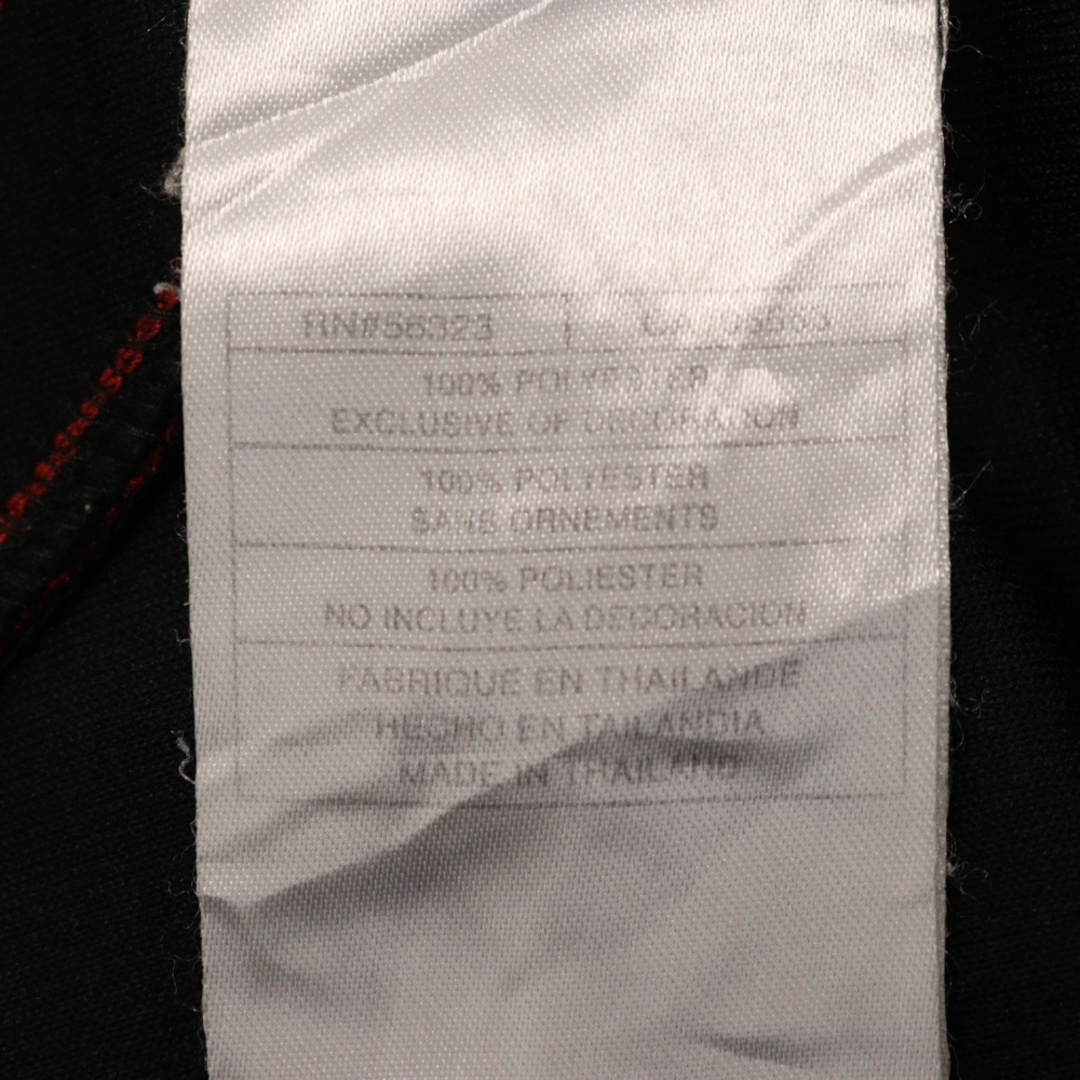 RN#56323
100% POLYESTER
EXCLUSIVE OF DECORATION
100% POLYESTER
SANS ORNEMENTS
100% POLIESTER
NO INCLUYE LA DECORACION
FABRIQUE EN THAILANDE
HECHO EN TAILANDIA
MADE IN THAILAND